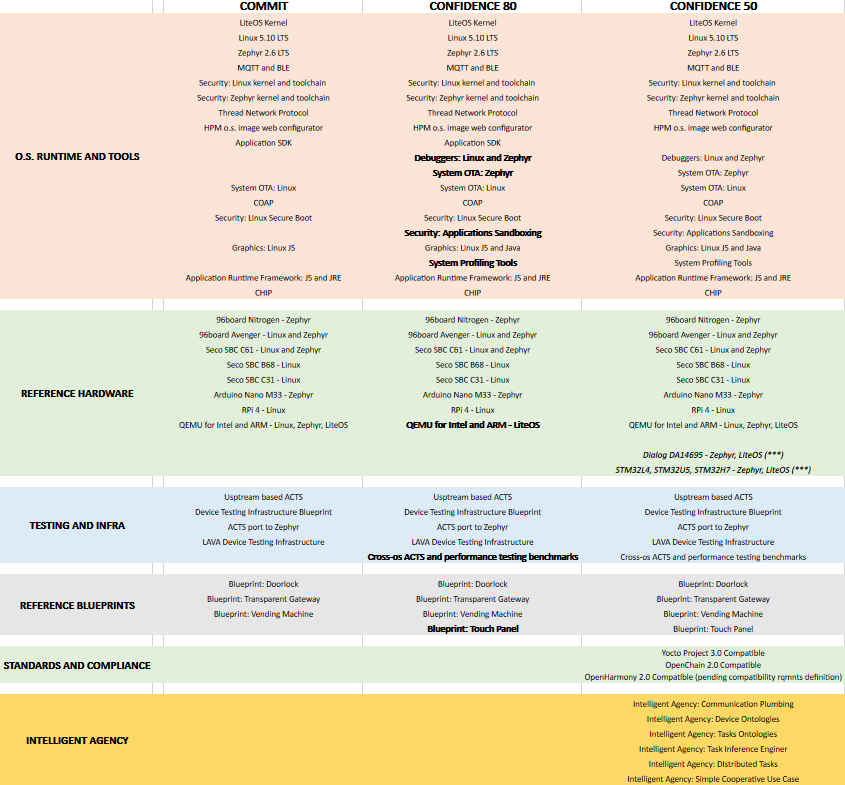 COMMIT CONFIDENCE 80 CONFIDENCE 50
LiteOS Kernel LiteOS Kernel LiteOS Kernel
Linux 5.10 LTS Linux 5.10 LTS Linux 5.10 LTS
Zephyr 2.6 LTS Zephyr 2.6 LTS Zephyr 2.6 LTS
MQTT and BLE MQTT and BLE MQTT and BLE
Security: Linux kernel and toolchain Security: Linux kernel and toolchain Security: Linux kernel and toolchain
Security: Zephyr kernel and toolchain Security: Zephyr kernel and toolchain Security: Zephyr kernel and toolchain
Thread Network Protocol Thread Network Protocol Thread Network Protocol
HPM o.s. image web configurator HPM o.s. image web configurator HPM o.s. image web configurator
Application SDK Application SDK
O.S. RUNTIME AND TOOLS Debuggers: Linux and Zephyr Debuggers: Linux and Zephyr
System OTA: Zephyr System OTA: Zephyr
System OTA: Linux System OTA: Linux System OTA: Linux
COAP COAP COAP
Security: Linux Secure Boot Security: Linux Secure Boot Security: Linux Secure Boot
Security: Applications Sandboxing Security: Applications Sandboxing
Graphics: Linux JS Graphics: Linux JS and Java Graphics: Linux JS and Java
System Profiling Tools System Profiling Tools
Application Runtime Framework: JS and JRE Application Runtime Framework: JS and JRE Application Runtime Framework: JS and JRE
CHIP CHIP CHIP
96board Nitrogen - Zephyr 96board Nitrogen - Zephyr 96board Nitrogen - Zephyr
96board Avenger - Linux and Zephyr 96board Avenger - Linux and Zephyr 96board Avenger - Linux and Zephyr
Seco SBC C61 - Linux and Zephyr Seco SBC C61 - Linux and Zephyr Seco SBC C61 - Linux and Zephyr
Seco SBC B68 - Linux Seco SBC B68 - Linux Seco SBC B68 - Linux
Seco SBC C31 - Linux Seco SBC C31 - Linux Seco SBC C31 - Linux
REFERENCE HARDWARE Arduino Nano M33 - Zephyr Arduino Nano M33 - Zephyr Arduino Nano M33 - Zephyr
RPi 4 - Linux RPi 4 - Linux RPi 4 - Linux
QEMU for Intel and ARM - Linux, Zephyr, LiteOS QEMU for Intel and ARM - LiteOS QEMU for Intel and ARM - Linux, Zephyr, LiteOS
Dialog DA14695 - Zephyr, LiteOS (***)
STM32L4, STM32U5, STM32H7 - Zephyr, LiteOS (***)
Usptream based ACTS Usptream based ACTS Usptream based ACTS
Device Testing Infrastructure Blueprint Device Testing Infrastructure Blueprint Device Testing Infrastructure Blueprint
TESTING AND INFRA ACTS port to Zephyr ACTS port to Zephyr ACTS port to Zephyr
LAVA Device Testing Infrastructure LAVA Device Testing Infrastructure LAVA Device Testing Infrastructure
Cross-os ACTS and performance testing benchmarks Cross-os ACTS and performance testing benchmarks
Blueprint: Doorlock Blueprint: Doorlock Blueprint: Doorlock
REFERENCE BLUEPRINTS Blueprint: Transparent Gateway Blueprint: Transparent Gateway Blueprint: Transparent Gateway
Blueprint: Vending Machine Blueprint: Vending Machine Blueprint: Vending Machine
Blueprint: Touch Panel Blueprint: Touch Panel
Yocto Project 3.0 Compatible
STANDARDS AND COMPLIANCE OpenChain 2.0 Compatible
OpenHarmony 2.0 Compatible (pending compatibility rqmnts definition)
Intelligent Agency: Communication Plumbing
Intelligent Agency: Device Ontologies
INTELLIGENT AGENCY Intelligent Agency: Tasks Ontologies
Intelligent Agency: Task Inference Enginer
Intelligent Agency: DIstributed Tasks
Intelligent Agency: Simple Cooperative Use Case